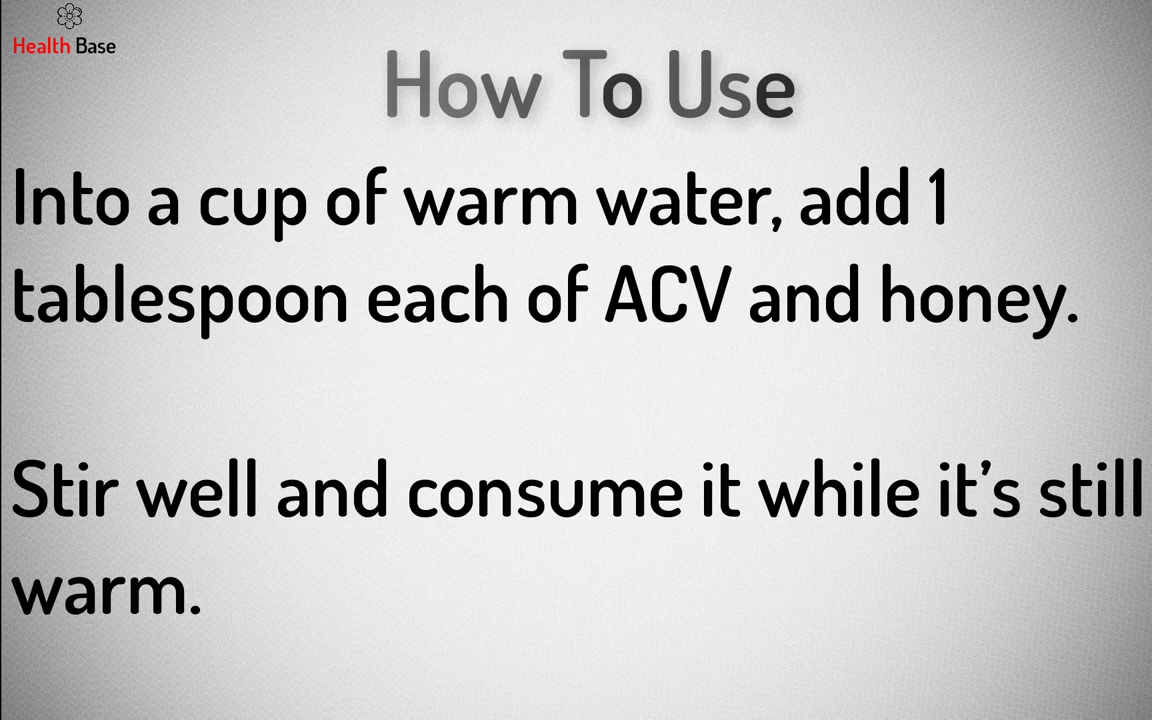 Health Base
How To Use
Into a cup of warm water, add 1
tablespoon each of ACV and honey.
Stir well and consume it while it’s still
warm.